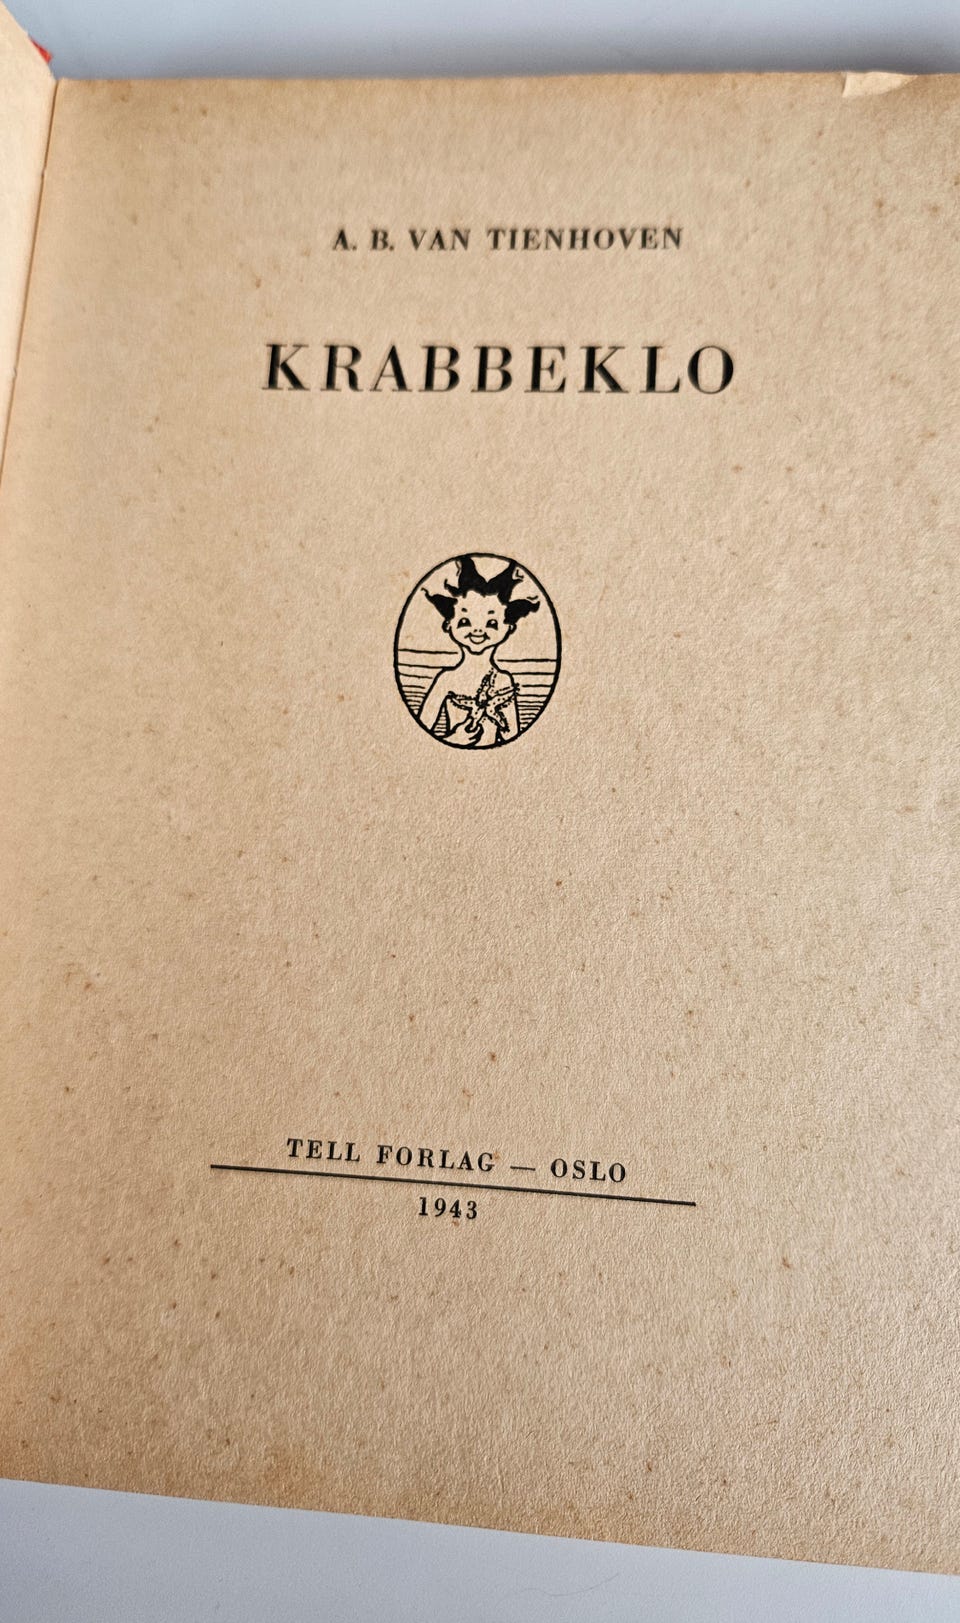 A. B. VAN TIENHOVEN
KRABBEKLO
TELL FORLAG — OSLO
1943